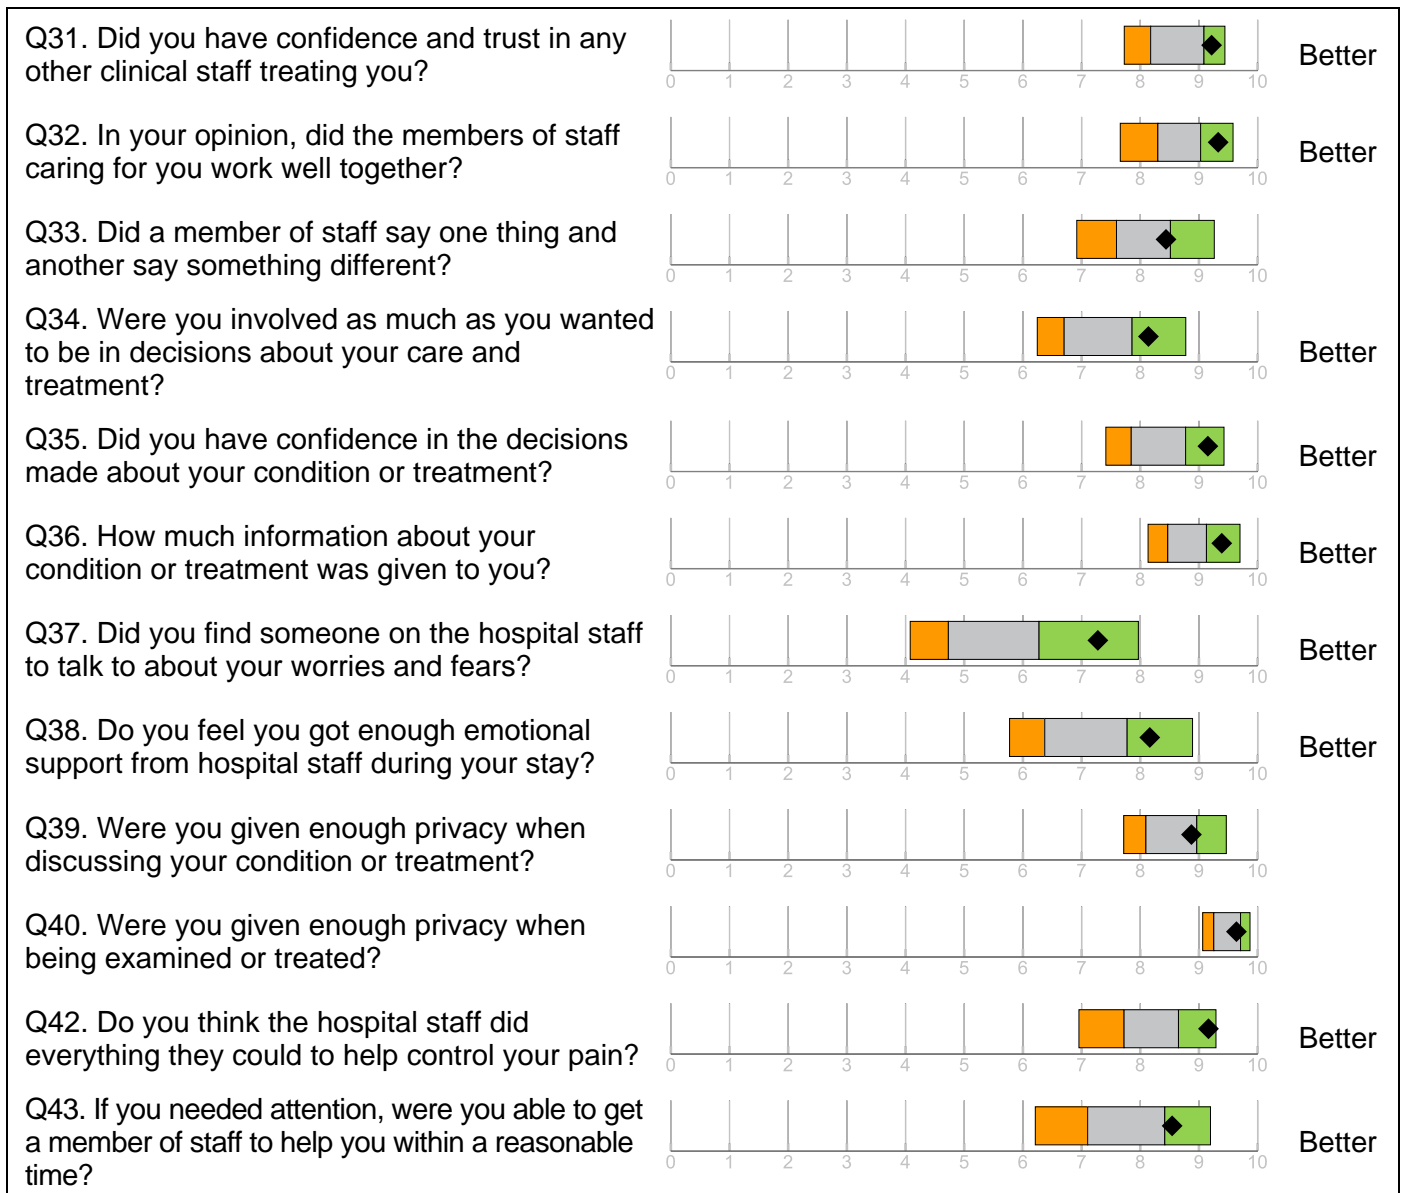 Q31. Did you have confidence and trust in any
other clinical staff treating you?
0 1 2 3 4 5 6 7 8 9 10
Better
Q32. In your opinion, did the members of staff
caring for you work well together?
0 1 2 3 4 5 6 7 8 9 10
Better
Q33. Did a member of staff say one thing and
another say something different?
0 1 2 3 4 5 6 7 8 9 10
Q34. Were you involved as much as you wanted
to be in decisions about your care and
treatment?
0 1 2 3 4 5 6 7 8 9 10
Better
Q35. Did you have confidence in the decisions
made about your condition or treatment?
0 1 2 3 4 5 6 7 8 9 10
Better
Q36. How much information about your
condition or treatment was given to you?
0 1 2 3 4 5 6 7 8 9 10
Better
Q37. Did you find someone on the hospital staff
to talk to about your worries and fears?
0 1 2 3 4 5 6 7 8 9 10
Better
Q38. Do you feel you got enough emotional
support from hospital staff during your stay?
0 1 2 3 4 5 6 7 8 9 10
Better
Q39. Were you given enough privacy when
discussing your condition or treatment?
0 1 2 3 4 5 6 7 8 9 10
Q40. Were you given enough privacy when
being examined or treated?
0 1 2 3 4 5 6 7 8 9 10
Q42. Do you think the hospital staff did
everything they could to help control your pain?
0 1 2 3 4 5 6 7 8 9 10
Better
Q43. If you needed attention, were you able to get
a member of staff to help you within a reasonable
time?
0 1 2 3 4 5 6 7 8 9 10
Better